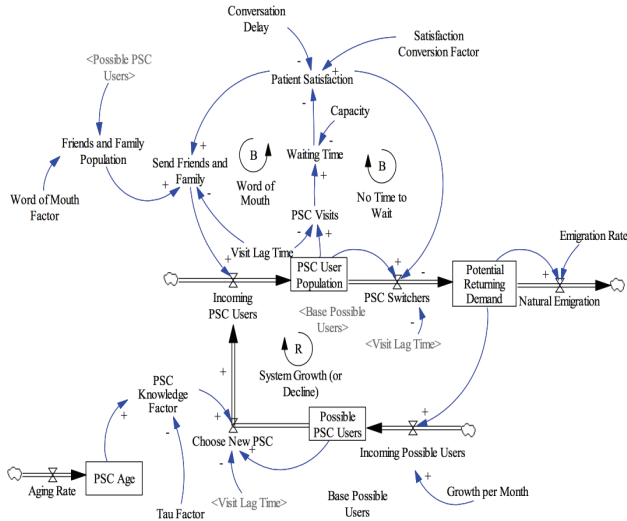 Conversation
Delay
Satisfaction
Conversion Factor
<Possible PSC
Users>
Patient Satisfaction
Capacity
Friends and Family
Population
Send Friends and
Family
Waiting Time
B
B
Word of Mouth
Factor
Word of
Mouth
No Time to
Wait
PSC Visits
Visit Lag Time
Emigration Rate
PSC User
Population
Potential
Returning
Demand
Incoming
PSC Users
PSC Switchers
Natural Emigration
<Base Possible
Users>
<Visit Lag Time>
R
System Growth (or
Decline)
PSC
Knowledge
Factor
Possible
PSC Users
Choose New PSC
Incoming Possible Users
Aging Rate
PSC Age
Tau Factor
<Visit Lag Time>
Base Possible
Users
Growth per Month